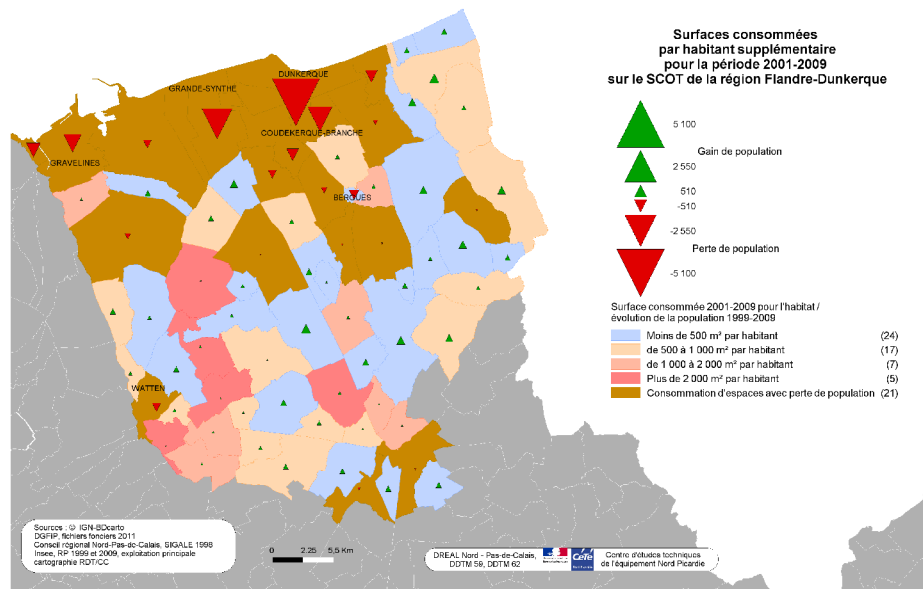 Surfaces consommées
par habitant supplémentaire
pour la période 2001-2009
sur le SCOT de la région Flandre-Dunkerque
5 100
Gain de population
2 550
510
-510
-2 550
Perte de population
-5 100
Surface consommée 2001-2009 pour l'habitat /
évolution de la population 1999-2009
Moins de 500 m² par habitant (24)
de 500 à 1 000 m² par habitant (17)
de 1 000 à 2 000 m² par habitant (7)
Plus de 2 000 m² par habitant (5)
Consommation d'espaces avec perte de population (21)
DUNKERQUE
GRANDE-SYNTHE
COUDEKERQUE-BRANCHE
GRAVELINES
BERGUES
WATTEN
Sources : © IGN-BDcarto
DGFIP, fichiers fonciers 2011
Conseil régional Nord-Pas-de-Calais, SIGALE 1998
Insee, RP 1999 et 2009, exploitation principale
cartographie RDT/CC
0 2.25 5,5 Km
DREAL Nord - Pas-de-Calais,
DDTM 59, DDTM 62
CeTe
Centre d'études techniques
de l'équipement Nord Picardie